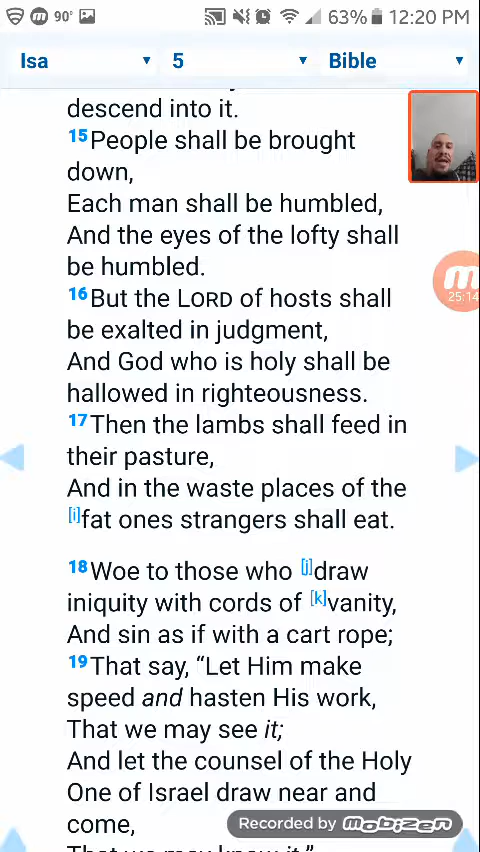 90°
63%
12:20 PM
Isa
5
Bible
descend into it.
15People shall be brought
down,
Each man shall be humbled,
And the eyes of the lofty shall
be humbled.
16But the LORD of hosts shall
be exalted in judgment,
And God who is holy shall be
hallowed in righteousness.
17Then the lambs shall feed in
their pasture,
And in the waste places of the
[i]fat ones strangers shall eat.
18Woe to those who [j]draw
iniquity with cords of [k]vanity,
And sin as if with a cart rope;
19That say, “Let Him make
speed and hasten His work,
That we may see it;
And let the counsel of the Holy
One of Israel draw near and
come,
That we may know it.”
m
25:14
Recorded by mobizen